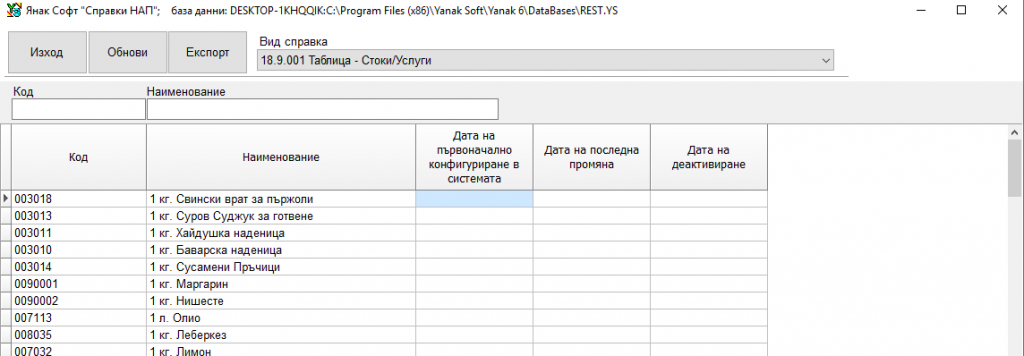 Янак Софт "Справки НАП";    база данни: DESKTOP-1KHQQIK:C:\Program Files (x86)\Yanak Soft\Yanak 6\DataBases\REST.YS
Изход
Обнови
Експорт
Вид справка
18.9.001 Таблица - Стоки/Услуги
Код
Наименование
Код
Наименование
Дата на
първоначално
конфигуриране в
системата
Дата на последна
промяна
Дата на
деактивиране
003018 1 кг. Свински врат за пържоли
003013 1 кг. Суров Суджук за готвене
003011 1 кг. Хайдушка наденица
003010 1 кг. Баварска наденица
003014 1 кг. Сусамени Пръчици
0090001 1 кг. Маргарин
0090002 1 кг. Нишесте
007113 1 л. Олио
008035 1 кг. Леберкез
007032 1 кг. Лимон